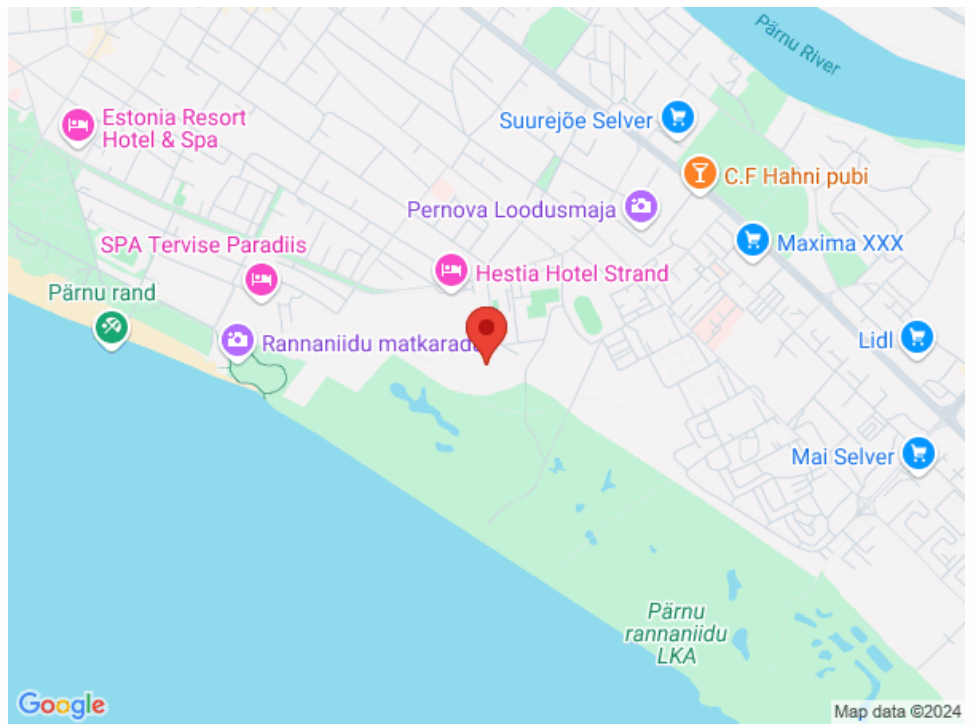 Pärnu River
Estonia Resort
Hotel & Spa
Suurejõe Selver
C.F Hahni pubi
Pernova Loodusmaja
Maxima XXX
SPA Tervise Paradiis
Hestia Hotel Strand
Pärnu rand
Rannaniidu matkarada
Lidl
Mai Selver
Pärnu
rannaniidu
LKA
Google
Map data ©2024